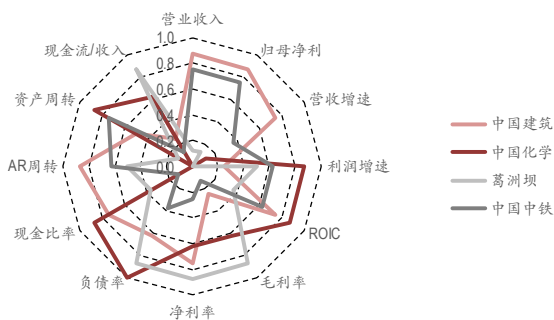 营业收入
现金流/收入
归母净利
1.0
0.8
资产周转
0.6
营收增速
0.4
中国建筑
0.2
中国化学
AR周转
0.0
利润增速
葛洲坝
中国中铁
现金比率
ROIC
负债率
毛利率
净利率